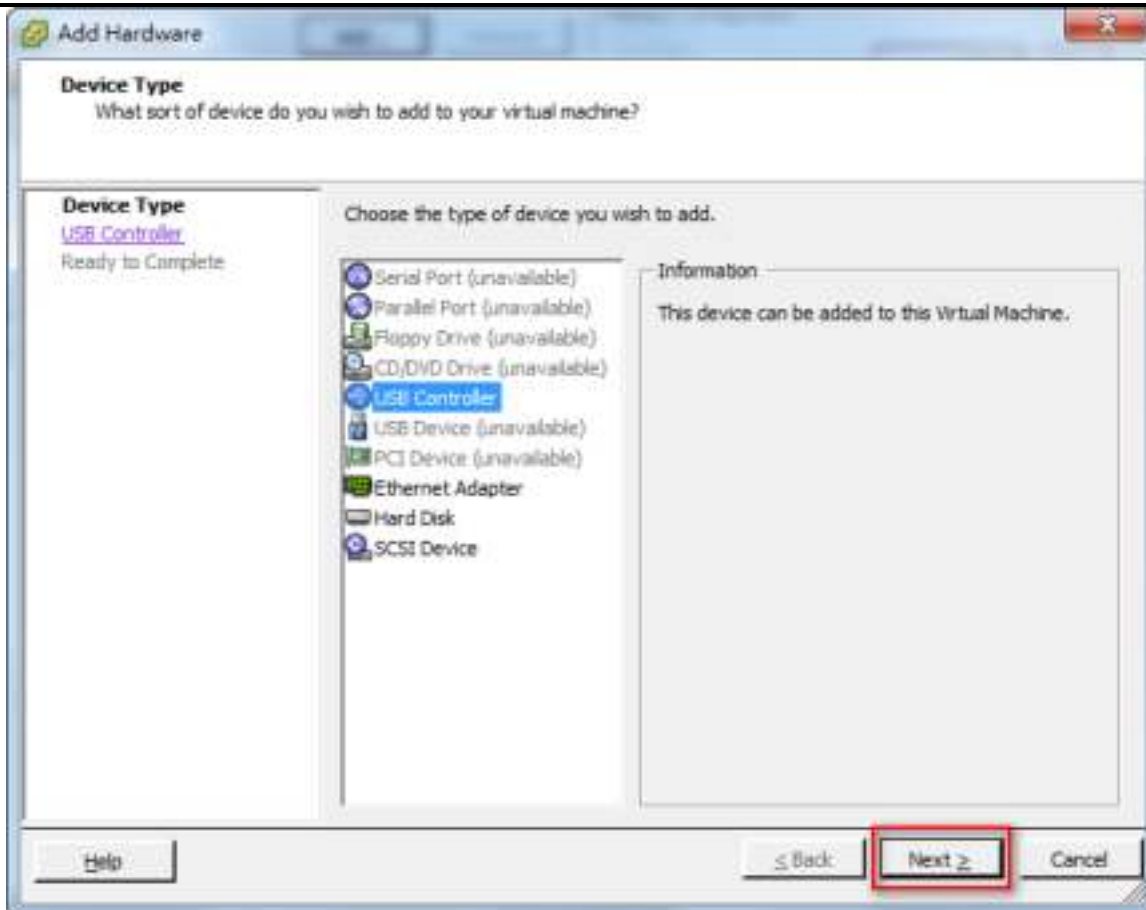 Add Hardware
Device Type
What sort of device do you wish to add to your virtual machine?
Device Type
USB Controller
Ready to Complete
Choose the type of device you wish to add.
Serial Port (unavailable)
Parallel Port (unavailable)
Floppy Drive (unavailable)
CD/DVD Drive (unavailable)
USB Controller
USB Device (unavailable)
PCI Device (unavailable)
Ethernet Adapter
Hard Disk
SCSI Device
Information
This device can be added to this Virtual Machine.
Help
≤ Back
Next ≥
Cancel